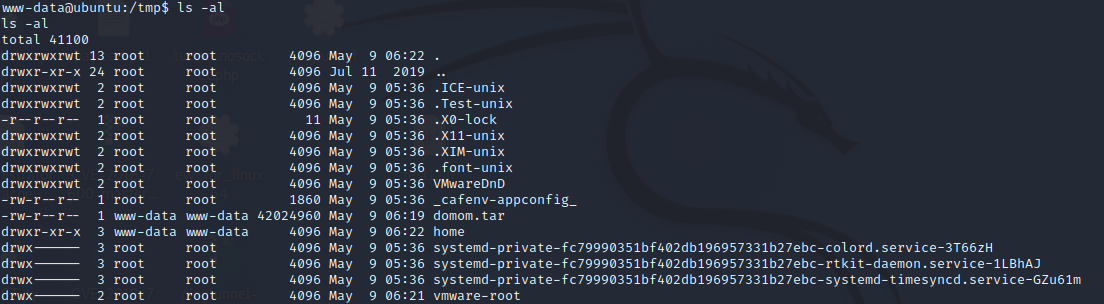 www-data@ubuntu:/tmp$ ls -al
ls -al
total 41100
drwxrwxrwt 13 root     root         4096 May  9 06:22 .
drwxr-xr-x 24 root     root         4096 Jul 11  2019 ..
drwxrwxrwt  2 root     root         4096 May  9 05:36 .ICE-unix
drwxrwxrwt  2 root     root         4096 May  9 05:36 .Test-unix
-r--r--r--  1 root     root           11 May  9 05:36 .X0-lock
drwxrwxrwt  2 root     root         4096 May  9 05:36 .X11-unix
drwxrwxrwt  2 root     root         4096 May  9 05:36 .XIM-unix
drwxrwxrwt  2 root     root         4096 May  9 05:36 .font-unix
drwxrwxrwt  2 root     root         4096 May  9 05:36 VMwareDnD
-rw-r--r--  1 root     root         1860 May  9 05:36 _cafenv-appconfig_
-rw-r--r--  1 www-data www-data 42024960 May  9 06:19 domom.tar
drwxr-xr-x  3 www-data www-data     4096 May  9 06:22 home
drwx------  3 root     root         4096 May  9 05:36 systemd-private-fc79990351bf402db196957331b27ebc-colord.service-3T66zH
drwx------  3 root     root         4096 May  9 05:36 systemd-private-fc79990351bf402db196957331b27ebc-rtkit-daemon.service-1LBhAJ
drwx------  3 root     root         4096 May  9 05:36 systemd-private-fc79990351bf402db196957331b27ebc-systemd-timesyncd.service-GZu61m
drwx------  2 root     root         4096 May  9 06:21 vmware-root